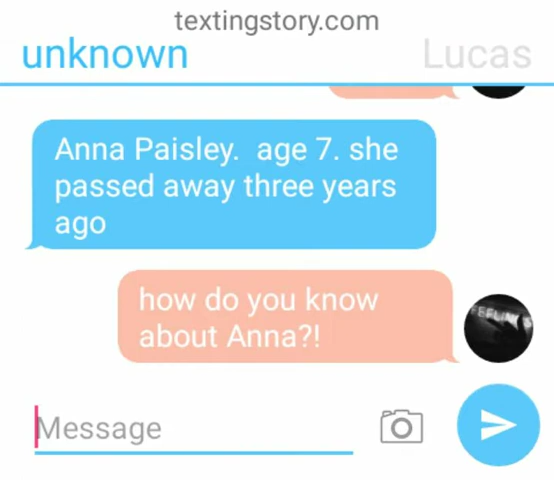 textingstory.com
unknown
Lucas
Anna Paisley.  age 7. she
passed away three years
ago
how do you know
about Anna?!
FEELINGS
Message